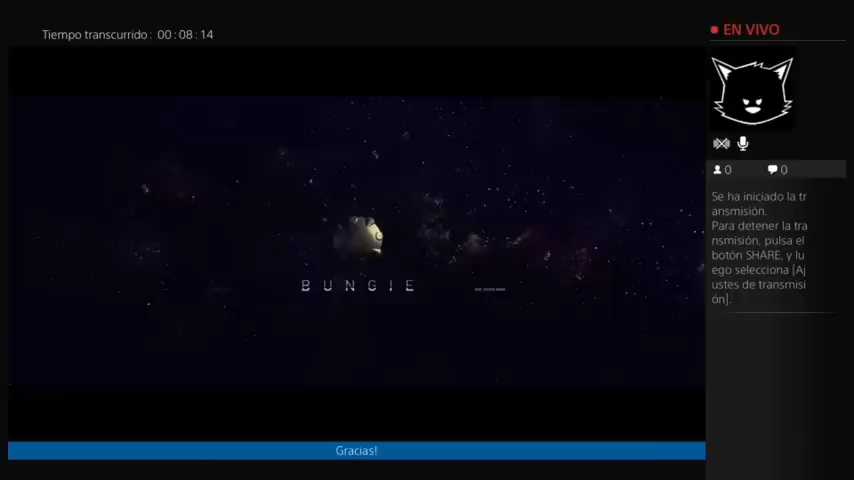 Tiempo transcurrido: 00:08:14
EN VIVO
0 0
Se ha iniciado la tr
ansmisión.
Para detener la tra
nsmisión, pulsa el
botón SHARE, y lu
ego selecciona [Aj
ustes de transmisi
ón].
BUNGIE
Gracias!